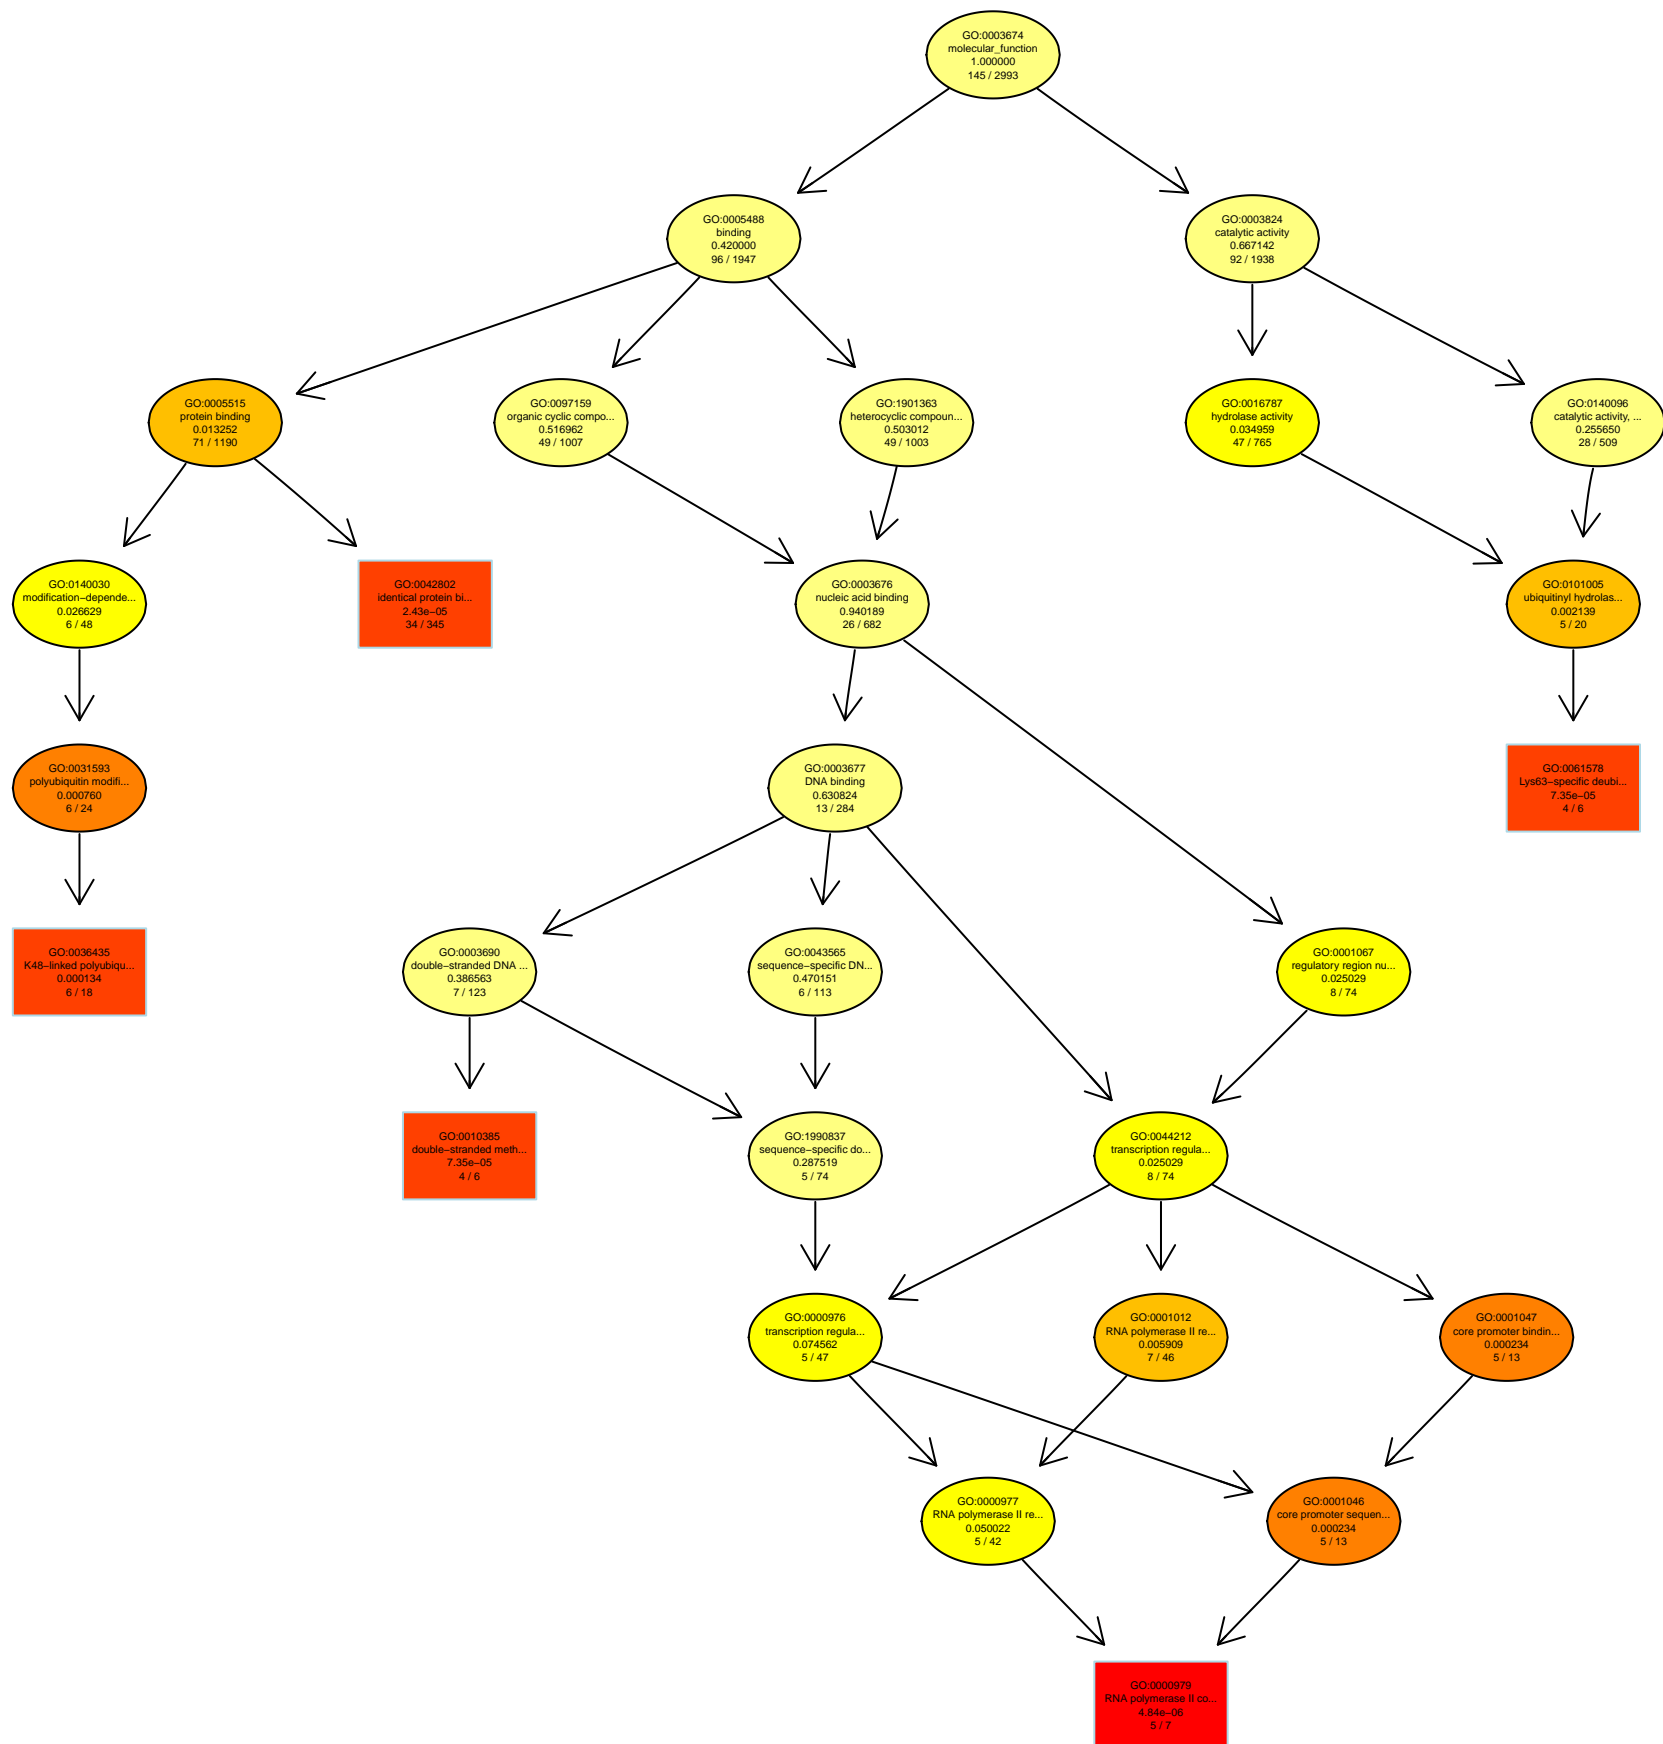 GO:0003674
molecular_function
1.000000
145 / 2993
GO:0005488
binding
0.420000
96 / 1947
GO:0003824
catalytic activity
0.667142
92 / 1938
GO:0005515
protein binding
0.013252
71 / 1190
GO:0097159
organic cyclic compo...
0.516962
49 / 1007
GO:1901363
heterocyclic compoun...
0.503012
49 / 1003
GO:0016787
hydrolase activity
0.034959
47 / 765
GO:0140096
catalytic activity, ...
0.255650
28 / 509
GO:0140030
modification−depende...
0.026629
6 / 48
GO:0042802
identical protein bi...
2.43e−05
34 / 345
GO:0003676
nucleic acid binding
0.940189
26 / 682
GO:0101005
ubiquitinyl hydrolas...
0.002139
5 / 20
GO:0031593
polyubiquitin modifi...
0.000760
6 / 24
GO:0003677
DNA binding
0.630824
13 / 284
GO:0061578
Lys63−specific deubi...
7.35e−05
4 / 6
GO:0036435
K48−linked polyubiqu...
0.000134
6 / 18
GO:0003690
double−stranded DNA ...
0.386563
7 / 123
GO:0043565
sequence−specific DN...
0.470151
6 / 113
GO:0001067
regulatory region nu...
0.025029
8 / 74
GO:0010385
double−stranded meth...
7.35e−05
4 / 6
GO:1990837
sequence−specific do...
0.287519
5 / 74
GO:0044212
transcription regula...
0.025029
8 / 74
GO:0000976
transcription regula...
0.074562
5 / 47
GO:0001012
RNA polymerase II re...
0.005909
7 / 46
GO:0001047
core promoter bindin...
0.000234
5 / 13
GO:0000977
RNA polymerase II re...
0.050022
5 / 42
GO:0001046
core promoter sequen...
0.000234
5 / 13
GO:0000979
RNA polymerase II co...
4.84e−06
5 / 7